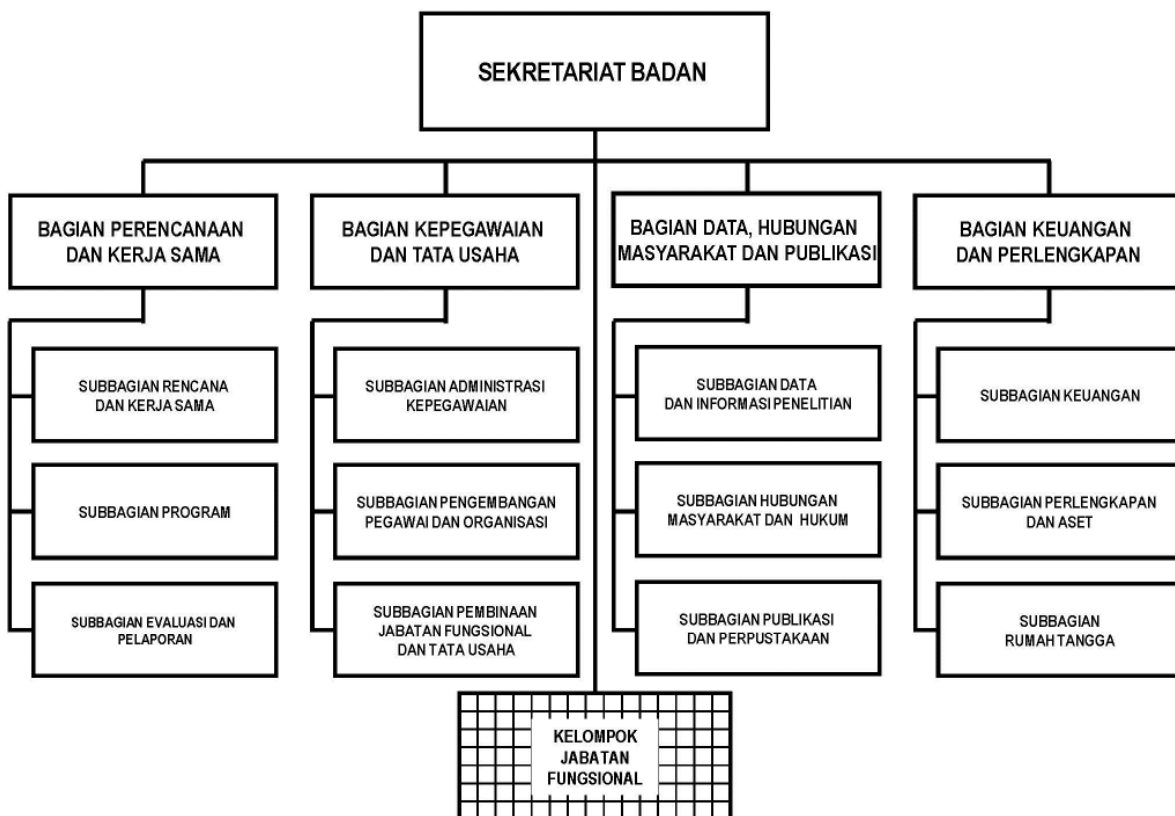 SEKRETARIAT BADAN
BAGIAN PERENCANAAN
DAN KERJA SAMA
BAGIAN KEPEGAWAIAN
DAN TATA USAHA
BAGIAN DATA, HUBUNGAN
MASYARAKAT DAN PUBLIKASI
BAGIAN KEUANGAN
DAN PERLENGKAPAN
SUBBAGIAN RENCANA
DAN KERJA SAMA
SUBBAGIAN ADMINISTRASI
KEPEGAWAIAN
SUBBAGIAN DATA
DAN INFORMASI PENELITIAN
SUBBAGIAN KEUANGAN
SUBBAGIAN PROGRAM
SUBBAGIAN PENGEMBANGAN
PEGAWAI DAN ORGANISASI
SUBBAGIAN HUBUNGAN
MASYARAKAT DAN HUKUM
SUBBAGIAN PERLENGKAPAN
DAN ASET
SUBBAGIAN EVALUASI DAN
PELAPORAN
SUBBAGIAN PEMBINAAN
JABATAN FUNGSIONAL
DAN TATA USAHA
SUBBAGIAN PUBLIKASI
DAN PERPUSTAKAAN
SUBBAGIAN
RUMAH TANGGA
KELOMPOK
JABATAN
FUNGSIONAL